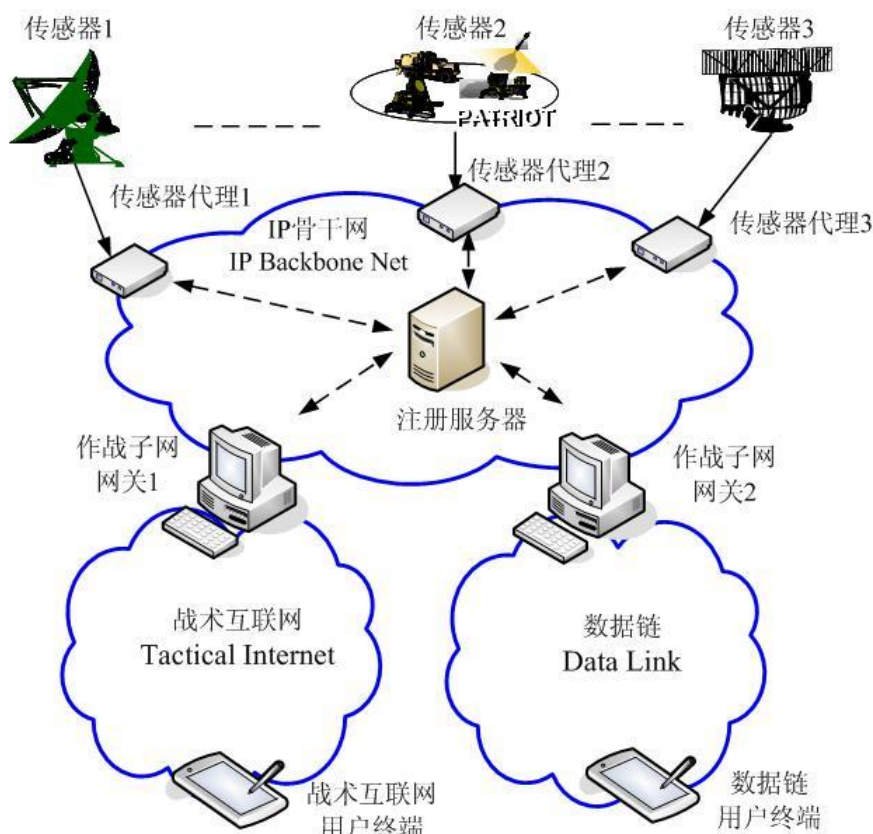 传感器1
传感器2
传感器3
PATRIOT
传感器代理1
传感器代理2
传感器代理3
IP骨干网
IP Backbone Net
注册服务器
作战子网
网关1
作战子网
网关2
战术互联网
Tactical Internet
数据链
Data Link
战术互联网
用户终端
数据链
用户终端